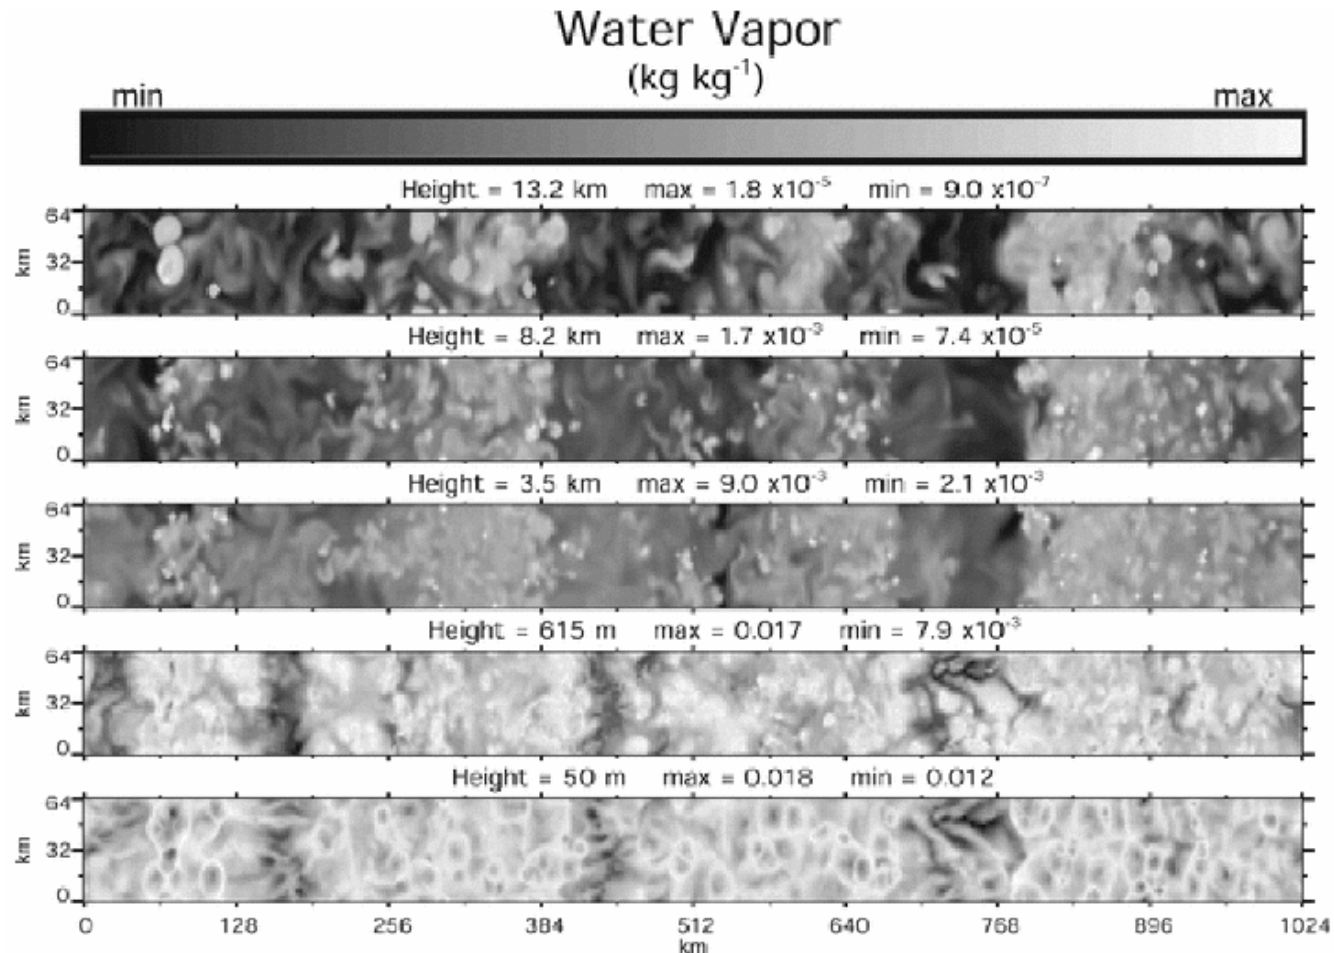 Water Vapor
(kg kg⁻¹)
min max
Height = 13.2 km max = 1.8 x10⁻⁵ min = 9.0 x10⁻⁷
64
32
0
km
Height = 8.2 km max = 1.7 x10⁻³ min = 7.4 x10⁻⁵
64
32
0
km
Height = 3.5 km max = 9.0 x10⁻³ min = 2.1 x10⁻³
64
32
0
km
Height = 615 m max = 0.017 min = 7.9 x10⁻³
64
32
0
km
Height = 50 m max = 0.018 min = 0.012
64
32
0
km
0 128 256 384 512 640 768 896 1024
km